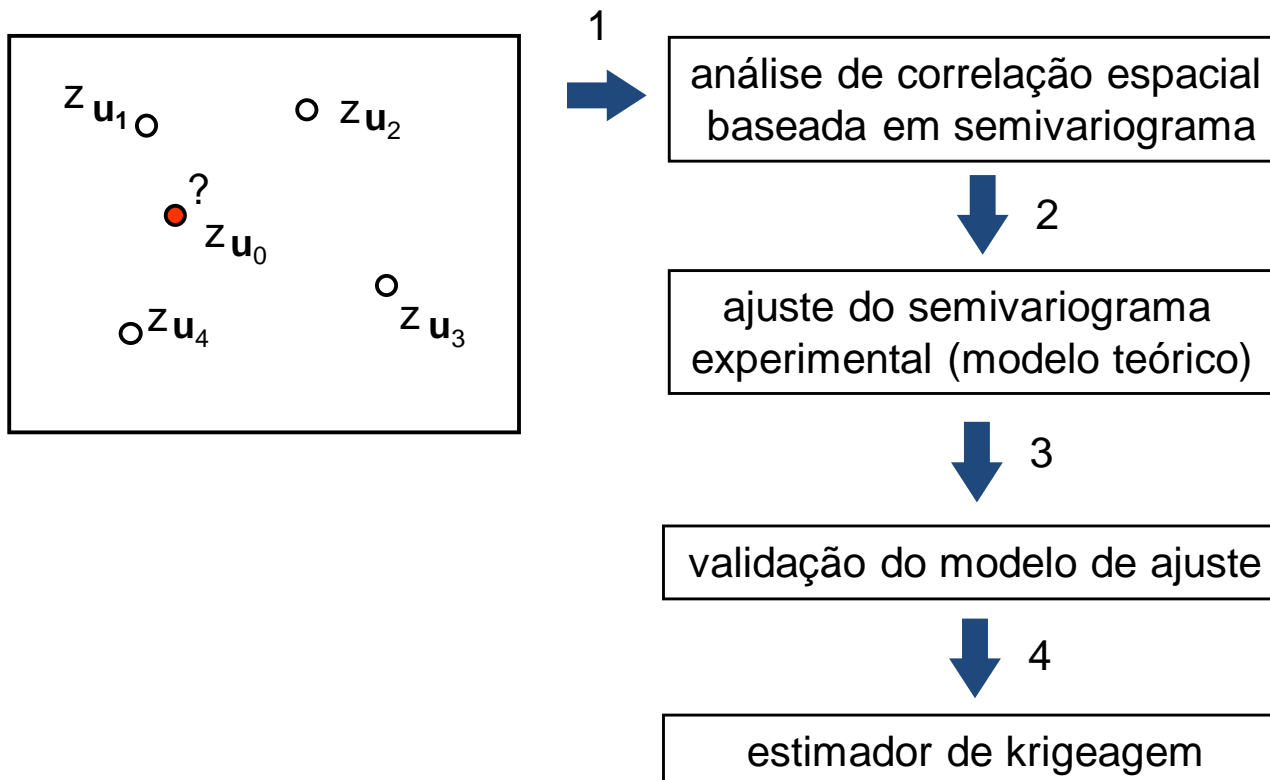 1
z u₁
z u₂
?
z u₀
z u₃
z u₄
análise de correlação espacial
baseada em semivariograma
2
ajuste do semivariograma
experimental (modelo teórico)
3
validação do modelo de ajuste
4
estimador de krigeagem